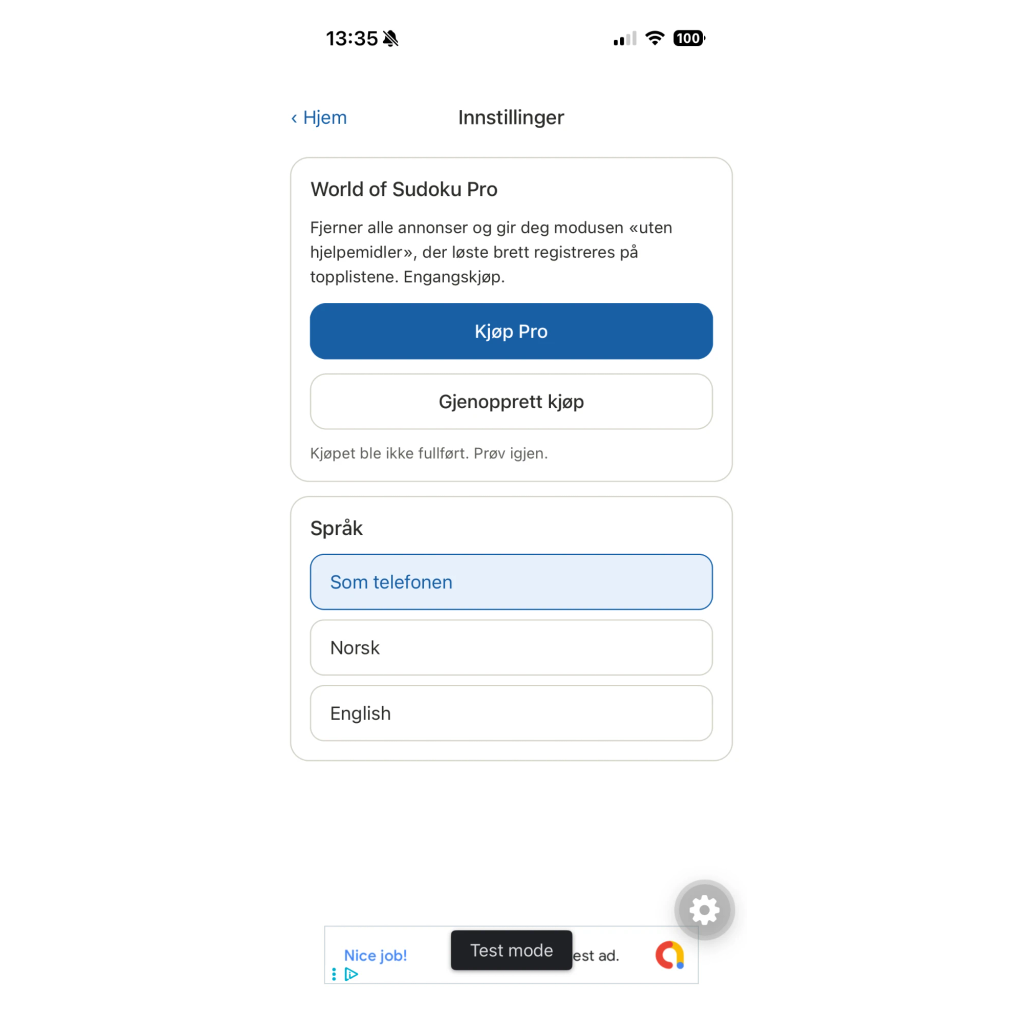 13:35
100
‹ Hjem
Innstillinger
World of Sudoku Pro
Fjerner alle annonser og gir deg modusen «uten
hjelpemidler», der løste brett registreres på
topplistene. Engangskjøp.
Kjøp Pro
Gjenopprett kjøp
Kjøpet ble ikke fullført. Prøv igjen.
Språk
Som telefonen
Norsk
English
Nice job!
Test mode
est ad.